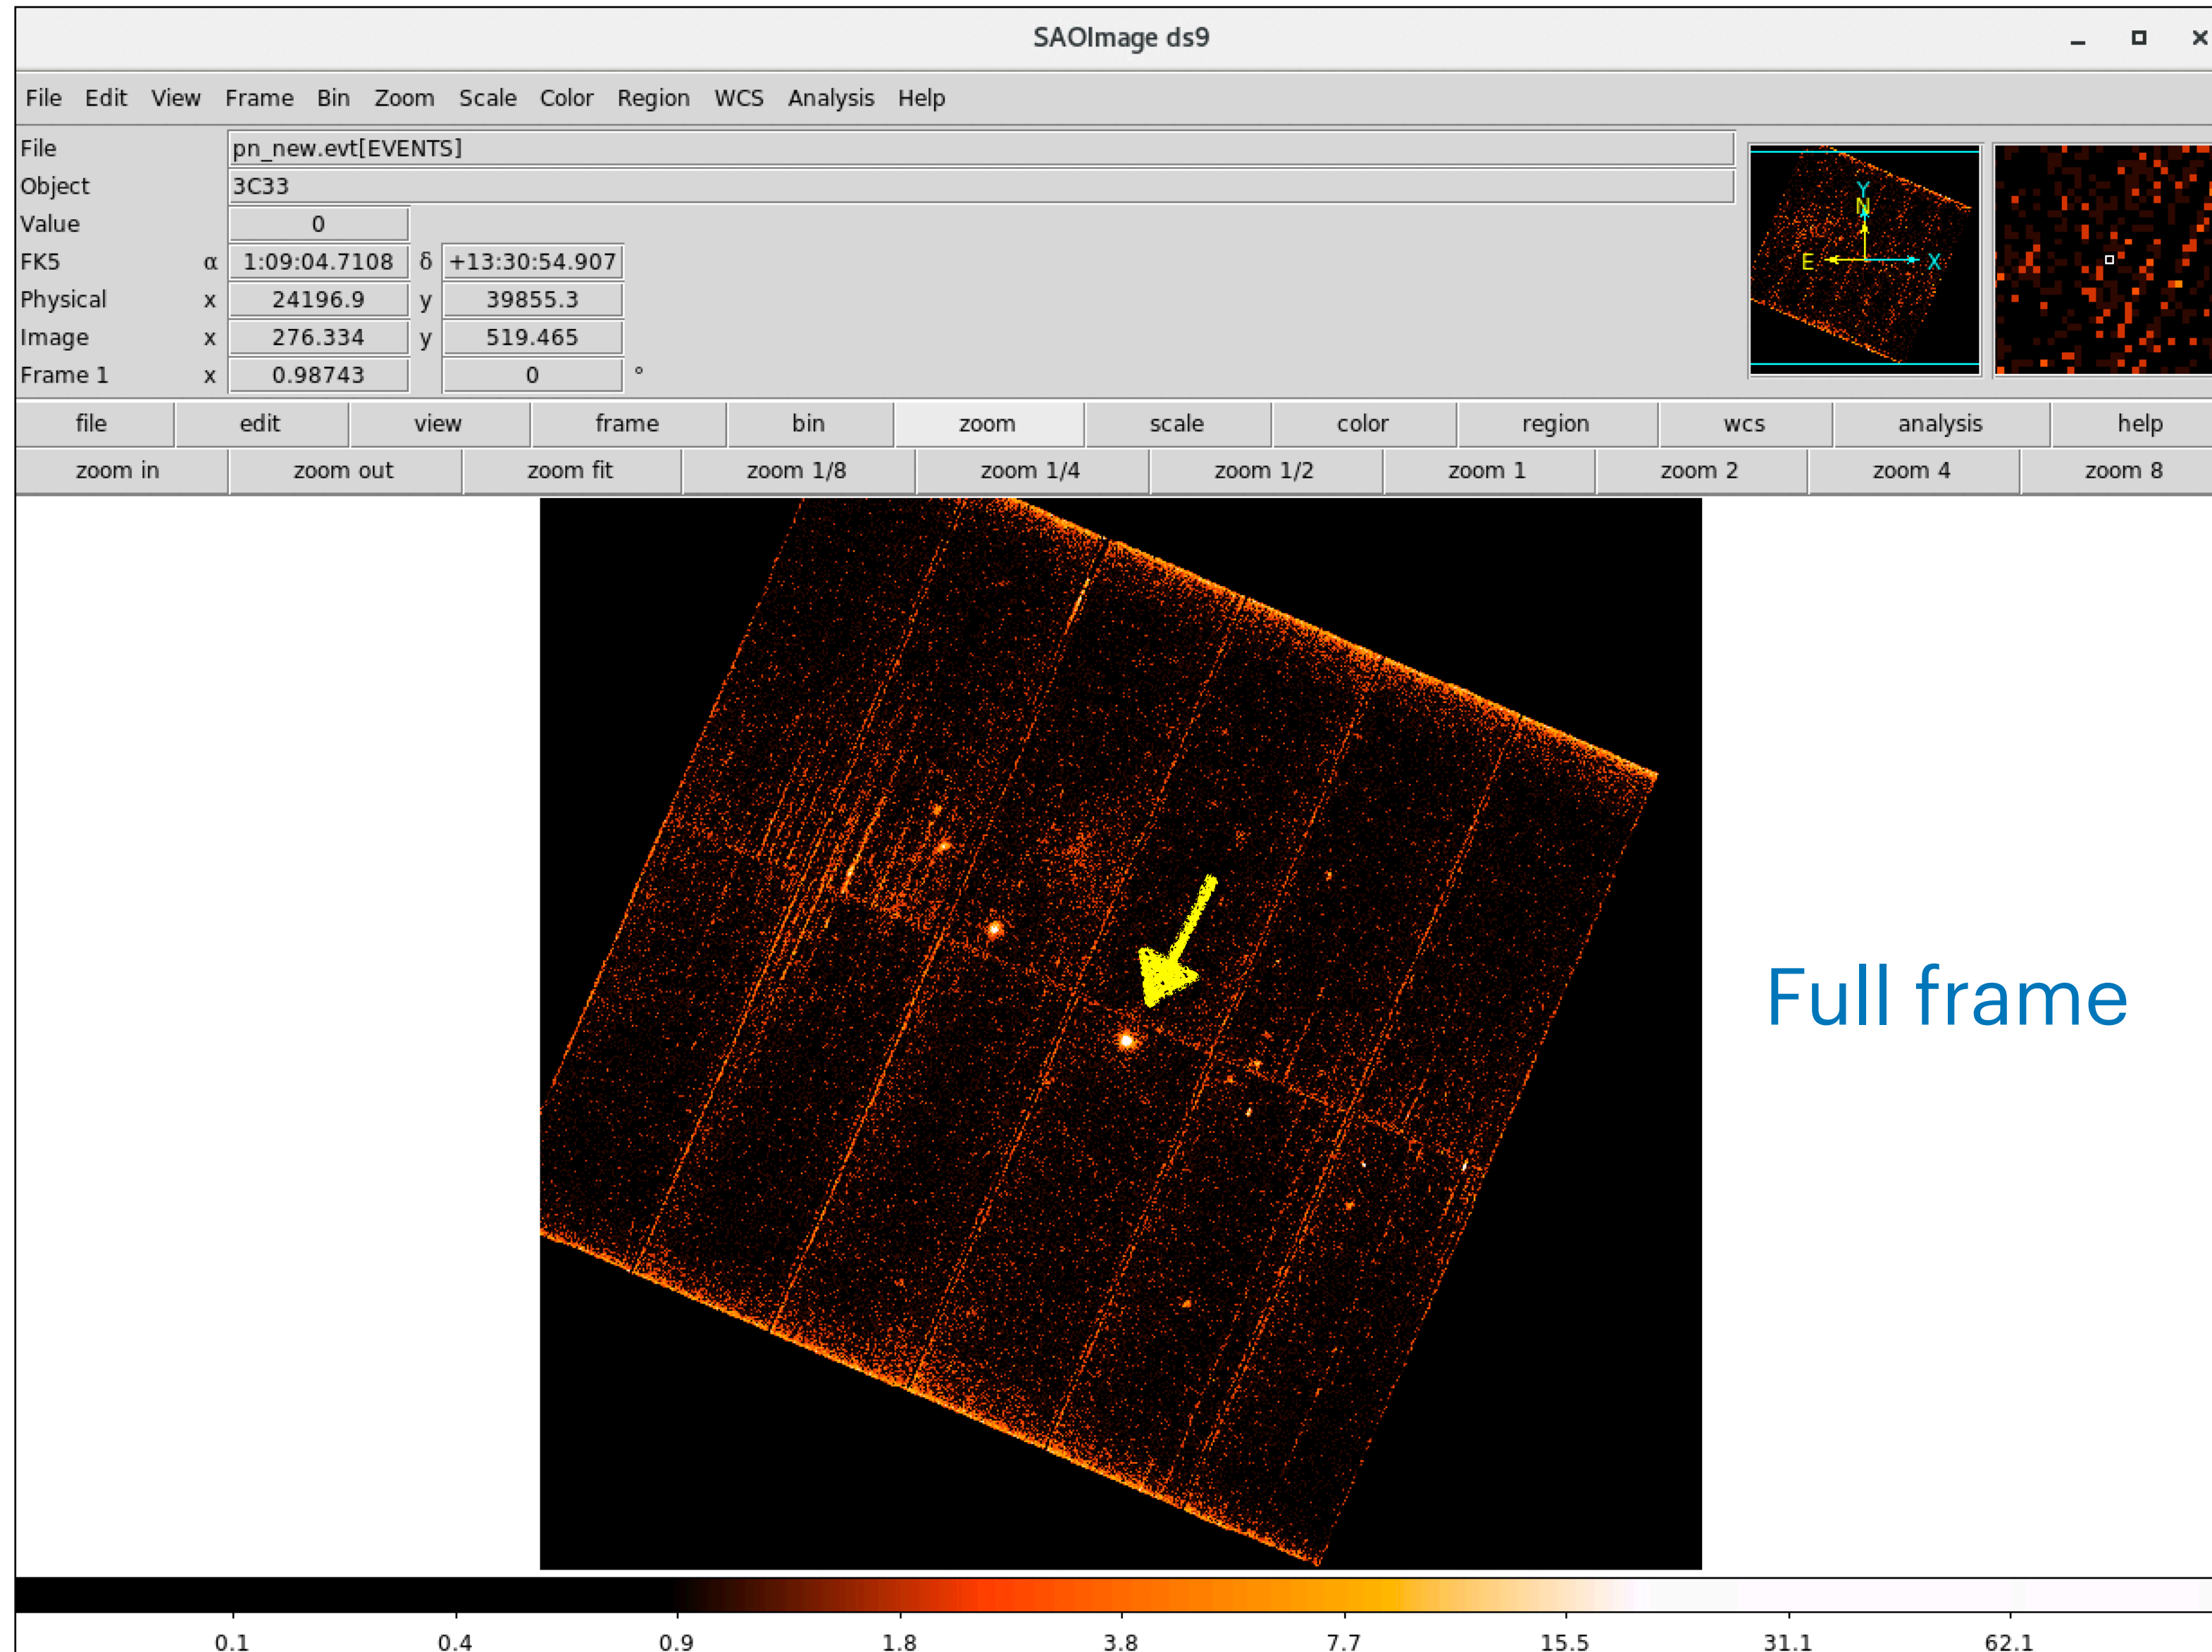 SAOImage ds9
File Edit View Frame Bin Zoom Scale Color Region WCS Analysis Help
File pn_new.evt[EVENTS]
Object 3C33
Value 0
FK5 α 1:09:04.7108 δ +13:30:54.907
Physical x 24196.9 y 39855.3
Image x 276.334 y 519.465
Frame 1 x 0.98743 0 °
Y
N
E X
file edit view frame bin zoom scale color region wcs analysis help
zoom in zoom out zoom fit zoom 1/8 zoom 1/4 zoom 1/2 zoom 1 zoom 2 zoom 4 zoom 8
Full frame
0.1 0.4 0.9 1.8 3.8 7.7 15.5 31.1 62.1